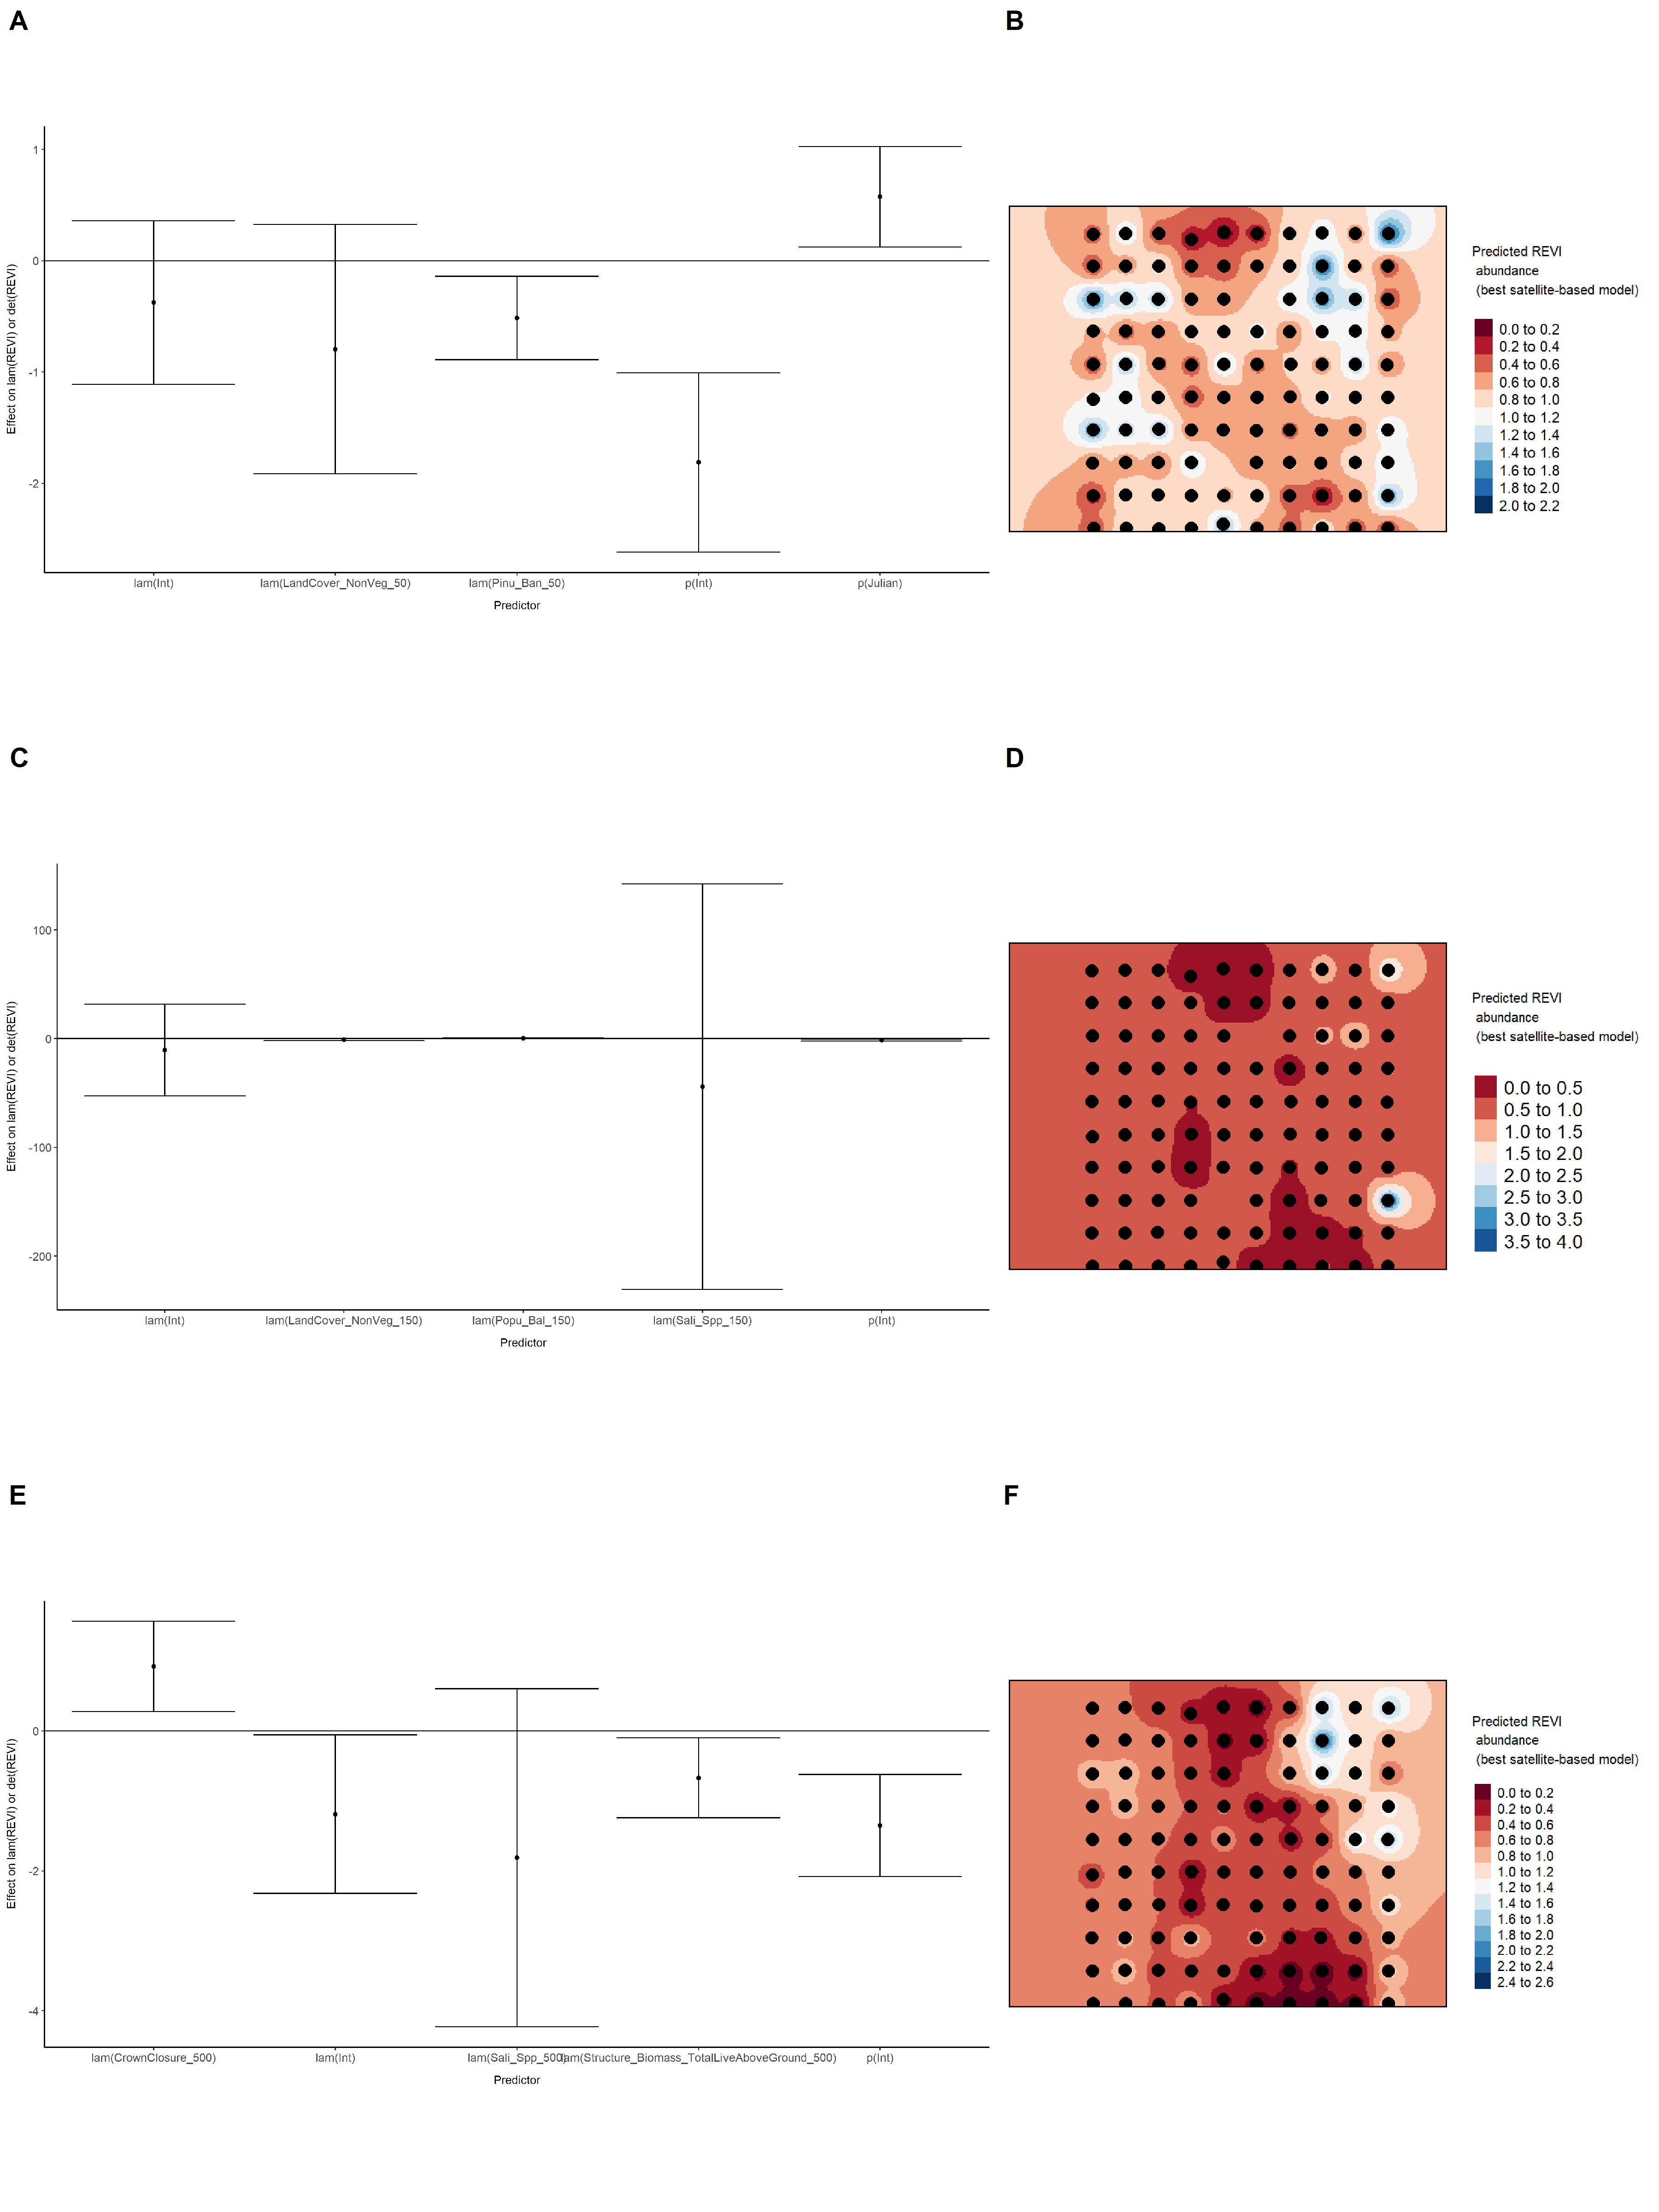 A
B
1
0
-1
-2
Effect on lam(REVI) or det(REVI)
lam(Int)
lam(LandCover_NonVeg_50)
lam(Pinu_Ban_50)
p(Int)
p(Julian)
Predictor
Predicted REVI
abundance
(best satellite-based model)
0.0 to 0.2
0.2 to 0.4
0.4 to 0.6
0.6 to 0.8
0.8 to 1.0
1.0 to 1.2
1.2 to 1.4
1.4 to 1.6
1.6 to 1.8
1.8 to 2.0
2.0 to 2.2
C
D
100
0
-100
-200
Effect on lam(REVI) or det(REVI)
lam(Int)
lam(LandCover_NonVeg_150)
lam(Popu_Bal_150)
lam(Sali_Spp_150)
p(Int)
Predictor
Predicted REVI
abundance
(best satellite-based model)
0.0 to 0.5
0.5 to 1.0
1.0 to 1.5
1.5 to 2.0
2.0 to 2.5
2.5 to 3.0
3.0 to 3.5
3.5 to 4.0
E
F
0
-2
-4
Effect on lam(REVI) or det(REVI)
lam(CrownClosure_500)
lam(Int)
lam(Sali_Spp_500)
lam(Structure_Biomass_TotalLiveAboveGround_500)
p(Int)
Predictor
Predicted REVI
abundance
(best satellite-based model)
0.0 to 0.2
0.2 to 0.4
0.4 to 0.6
0.6 to 0.8
0.8 to 1.0
1.0 to 1.2
1.2 to 1.4
1.4 to 1.6
1.6 to 1.8
1.8 to 2.0
2.0 to 2.2
2.2 to 2.4
2.4 to 2.6